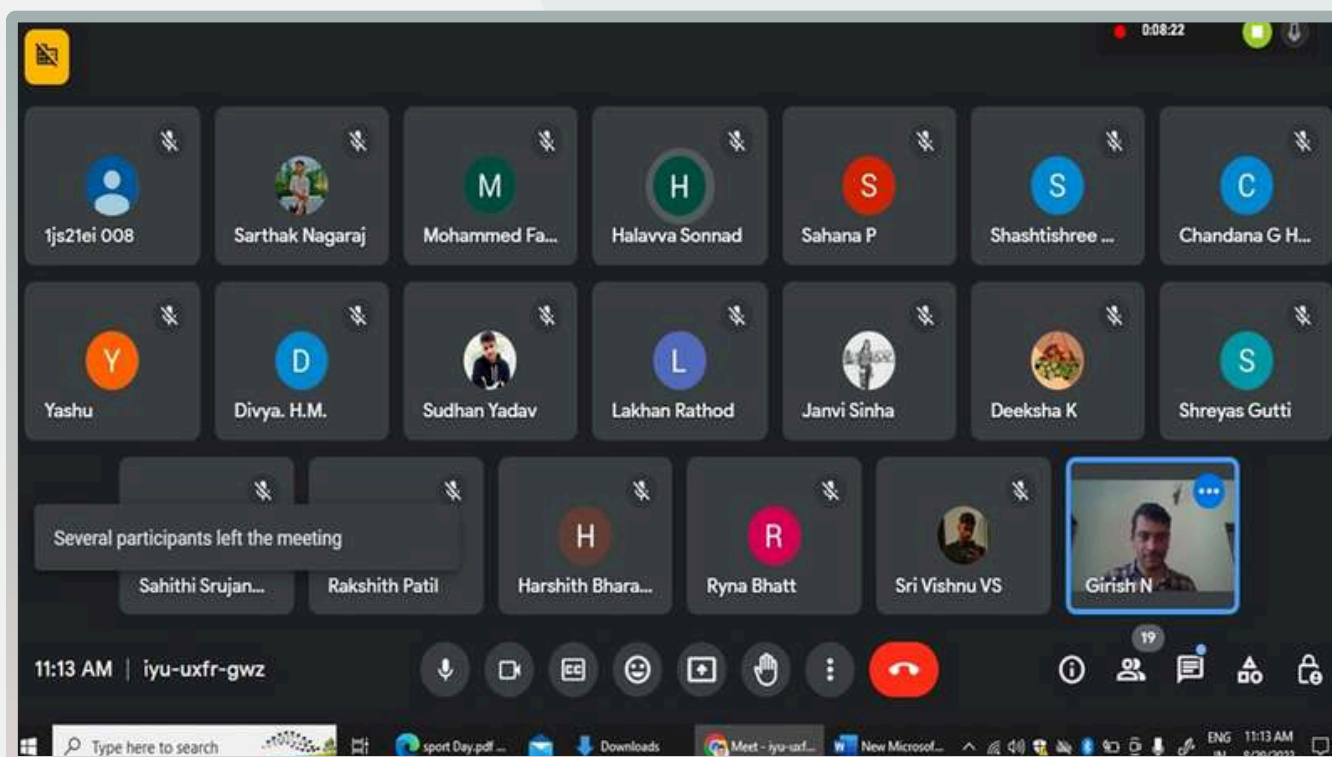 0:08:22
M H S S C
1js21ei 008 Sarthak Nagaraj Mohammed Fa... Halavva Sonnad Sahana P Shashtishree ... Chandana G H...
Y D L S
Yashu Divya. H.M. Sudhan Yadav Lakhan Rathod Janvi Sinha Deeksha K Shreyas Gutti
Several participants left the meeting
H R
Sahithi Srujan... Rakshith Patil Harshith Bhara... Ryna Bhatt Sri Vishnu VS Girish N
19
11:13 AM | iyu-uxfr-gwz
CC
Type here to search sport Day.pdf ... Downloads Meet - iyu-uxf... New Microsof... ENG 11:13 AM
IN